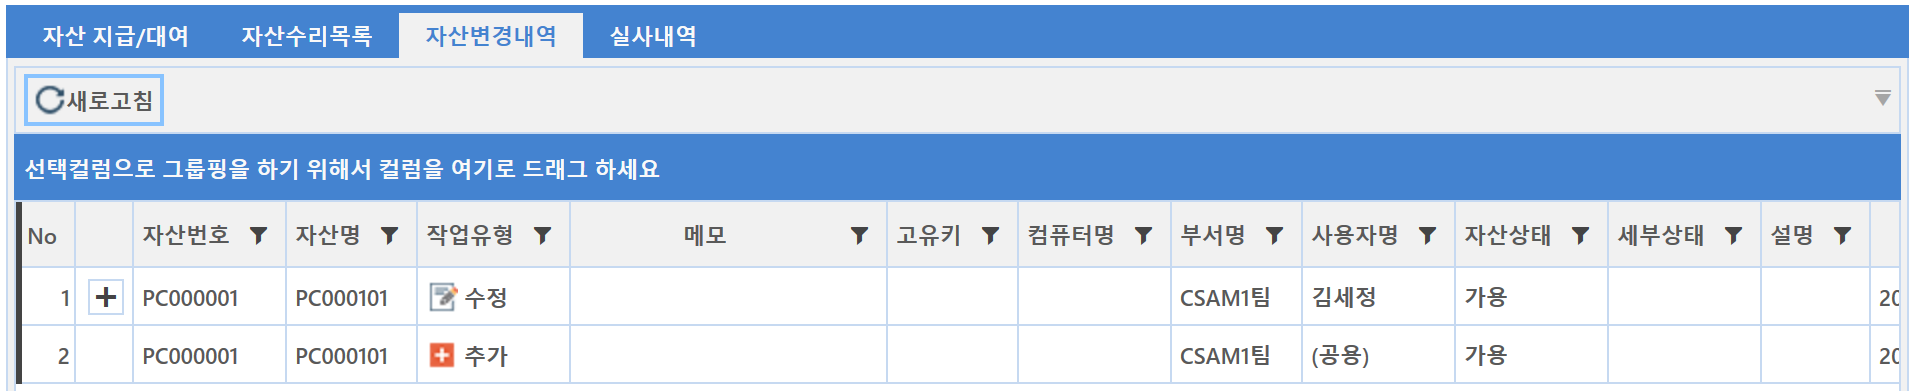 자산 지급/대여 자산수리목록 자산변경내역 실사내역
새로고침
선택컬럼으로 그룹핑을 하기 위해서 컬럼을 여기로 드래그 하세요
No 자산번호 자산명 작업유형 메모 고유키 컴퓨터명 부서명 사용자명 자산상태 세부상태 설명
1 PC000001 PC000101 수정 CSAM1팀 김세정 가용 20
2 PC000001 PC000101 추가 CSAM1팀 (공용) 가용 20